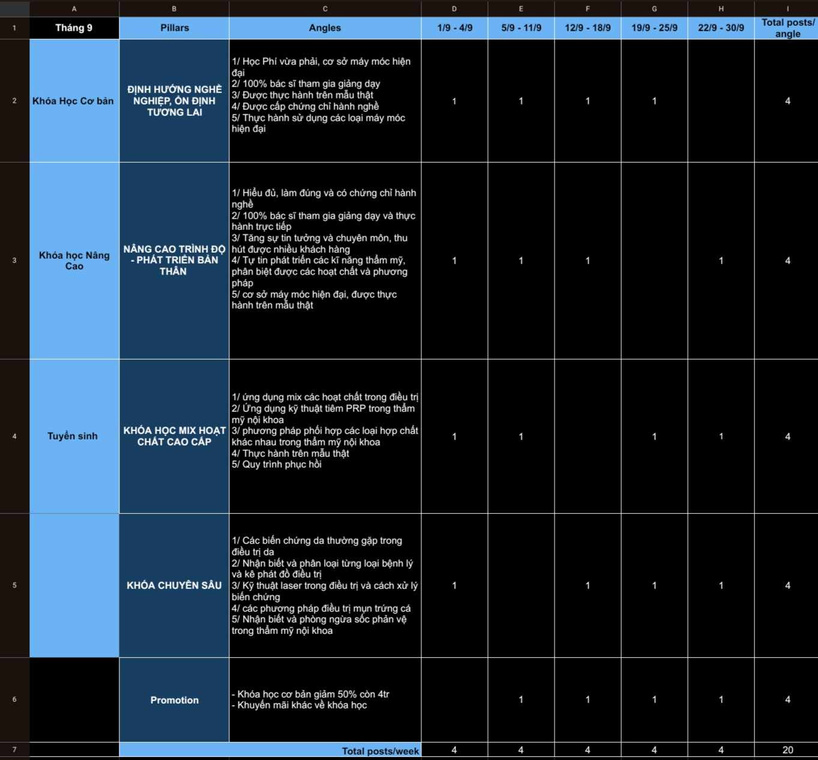 A B C D E F G H I
1 Tháng 9 Pillars Angles 1/9 - 4/9 5/9 - 11/9 12/9 - 18/9 19/9 - 25/9 22/9 - 30/9 Total posts/
angle
2 Khóa Học Cơ bản
ĐỊNH HƯỚNG NGHỀ
NGHIỆP, ÔN ĐỊNH
TƯƠNG LAI
1/ Học Phí vừa phải, cơ sở máy móc hiện
đại
2/ 100% bác sĩ tham gia giảng dạy
3/ Được thực hành trên mẫu thật
4/ Được cấp chứng chỉ hành nghề
5/ Thực hành sử dụng các loại máy móc
hiện đại
1 1 1 1 4
3 Khóa học Nâng
Cao
NÂNG CAO TRÌNH ĐỘ
- PHÁT TRIỂN BẢN
THÂN
1/ Hiểu đủ, làm đúng và có chứng chỉ hành
nghề
2/ 100% bác sĩ tham gia giảng dạy và thực
hành trực tiếp
3/ Tăng sự tin tưởng và chuyên môn, thu
hút được nhiều khách hàng
4/ Tự tin phát triển các kĩ năng thẩm mỹ,
phân biệt được các hoạt chất và phương
pháp
5/ cơ sở máy móc hiện đại, được thực
hành trên mẫu thật
1 1 1 1 4
4 Tuyển sinh
KHÓA HỌC MIX HOẠT
CHẤT CAO CẤP
1/ ứng dụng mix các hoạt chất trong điều trị
2/ Ứng dụng kỹ thuật tiêm PRP trong thẩm
mỹ nội khoa
3/ phương pháp phối hợp các loại hợp chất
khác nhau trong thẩm mỹ nội khoa
4/ Thực hành trên mẫu thật
5/ Quy trình phục hồi
1 1 1 1 4
5 KHÓA CHUYÊN SÂU
1/ Các biến chứng da thường gặp trong
điều trị da
2/ Nhận biết và phân loại từng loại bệnh lý
và kê phát đồ điều trị
3/ Kỹ thuật laser trong điều trị và cách xử lý
biến chứng
4/ các phương pháp điều trị mụn trứng cá
5/ Nhận biết và phòng ngừa sốc phản vệ
trong thẩm mỹ nội khoa
1 1 1 1 4
6 Promotion
- Khóa học cơ bản giảm 50% còn 4tr
- Khuyến mãi khác về khóa học
1 1 1 1 4
7 Total posts/week 4 4 4 4 4 20